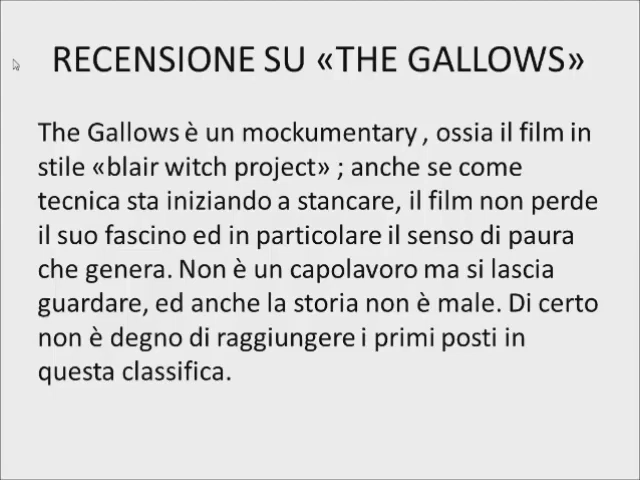 RECENSIONE SU «THE GALLOWS»
The Gallows è un mockumentary , ossia il film in
stile «blair witch project» ; anche se come
tecnica sta iniziando a stancare, il film non perde
il suo fascino ed in particolare il senso di paura
che genera. Non è un capolavoro ma si lascia
guardare, ed anche la storia non è male. Di certo
non è degno di raggiungere i primi posti in
questa classifica.